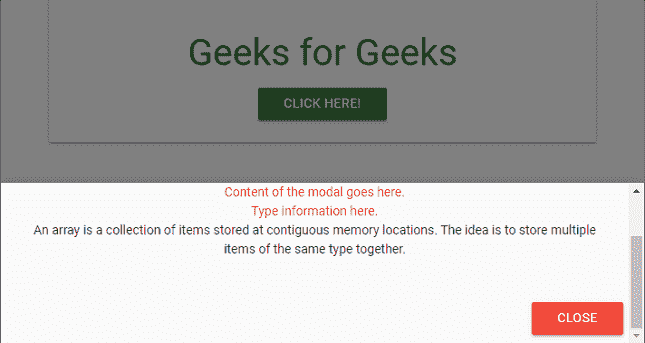 Geeks for Geeks
CLICK HERE!
Content of the modal goes here.
Type information here.
An array is a collection of items stored at contiguous memory locations. The idea is to store multiple
items of the same type together.
CLOSE